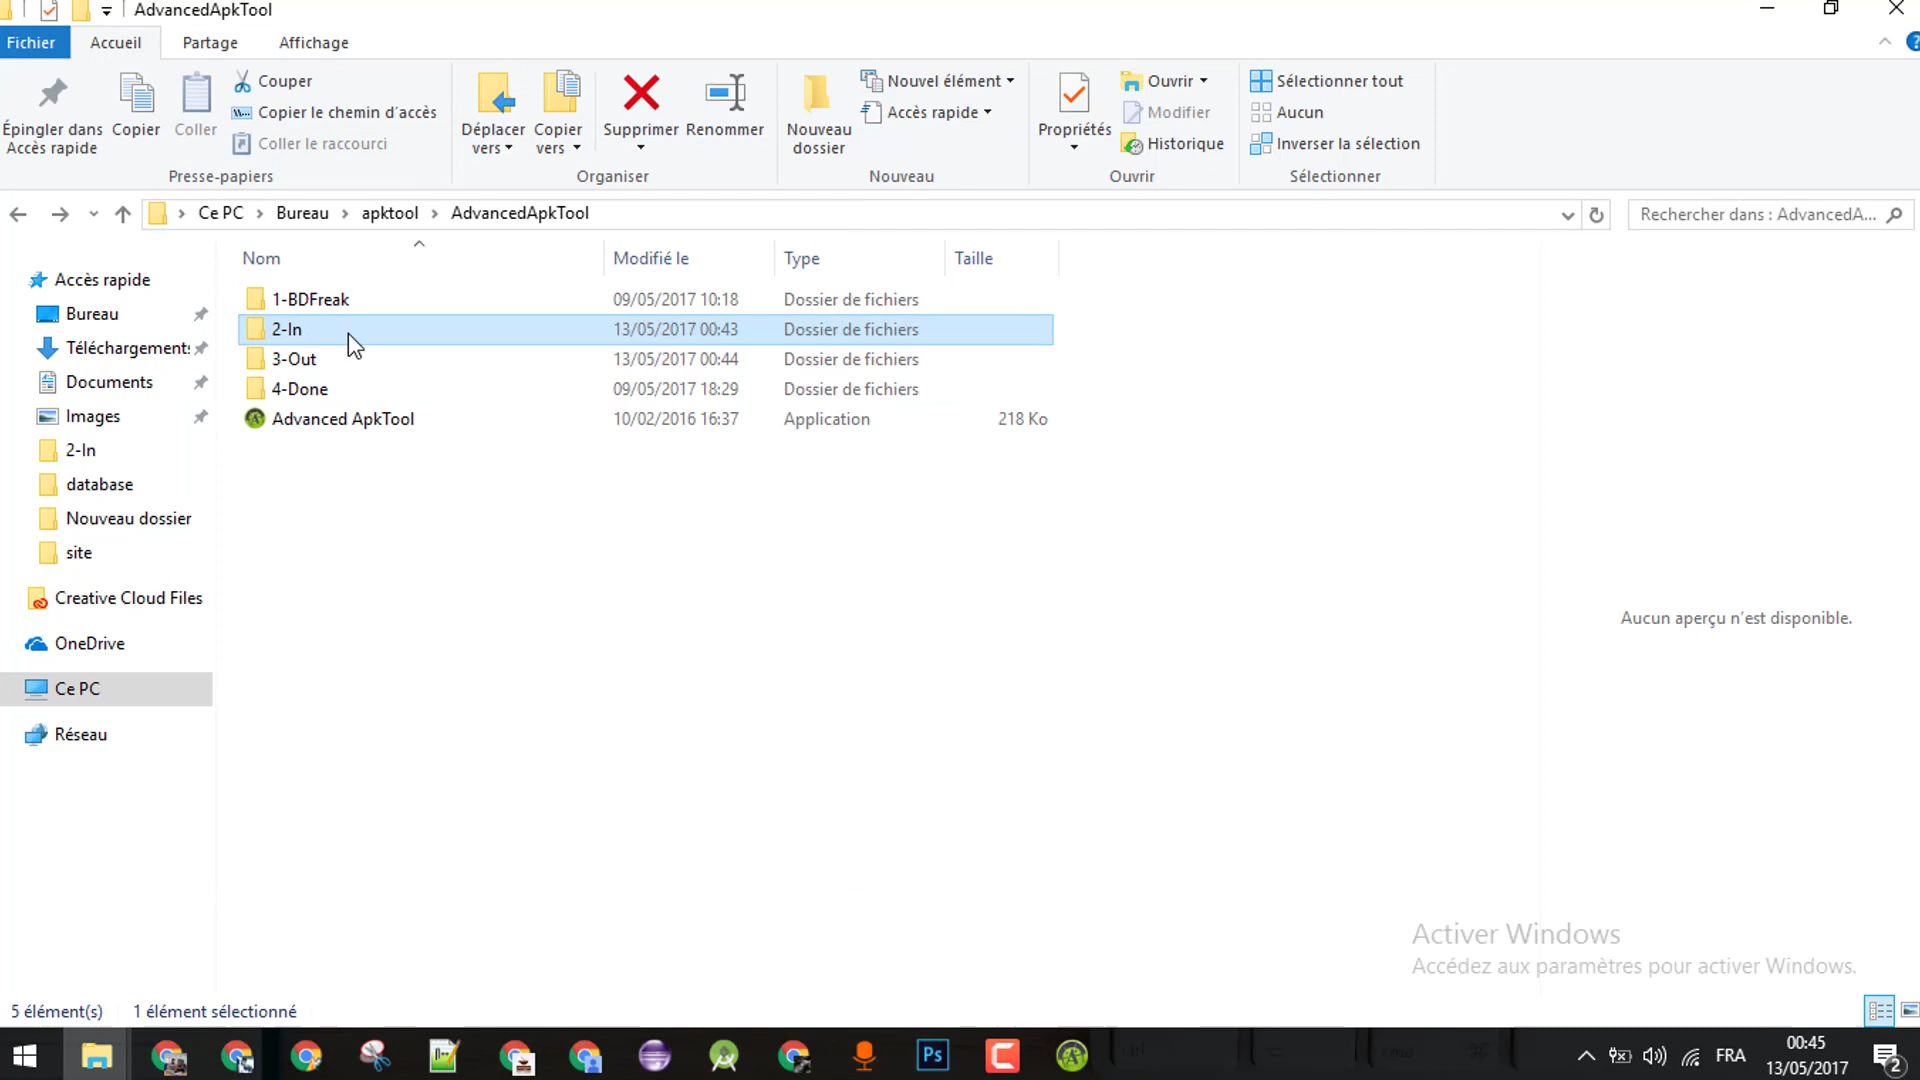 AdvancedApkTool
Fichier Accueil Partage Affichage
Épingler dans Accès rapide
Copier
Coller
Couper
Copier le chemin d'accès
Coller le raccourci
Presse-papiers
Déplacer vers
Copier vers
Supprimer
Renommer
Organiser
Nouveau dossier
Nouvel élément
Accès rapide
Nouveau
Propriétés
Ouvrir
Modifier
Historique
Ouvrir
Sélectionner tout
Aucun
Inverser la sélection
Sélectionner
Ce PC > Bureau > apktool > AdvancedApkTool
Rechercher dans : AdvancedA...
Accès rapide
Bureau
Téléchargement:
Documents
Images
2-In
database
Nouveau dossier
site
Creative Cloud Files
OneDrive
Ce PC
Réseau
Nom Modifié le Type Taille
1-BDFreak 09/05/2017 10:18 Dossier de fichiers
2-In 13/05/2017 00:43 Dossier de fichiers
3-Out 13/05/2017 00:44 Dossier de fichiers
4-Done 09/05/2017 18:29 Dossier de fichiers
Advanced ApkTool 10/02/2016 16:37 Application 218 Ko
Aucun aperçu n'est disponible.
Activer Windows
Accédez aux paramètres pour activer Windows.
5 élément(s) 1 élément sélectionné
Ps
FRA
00:45
13/05/2017
2